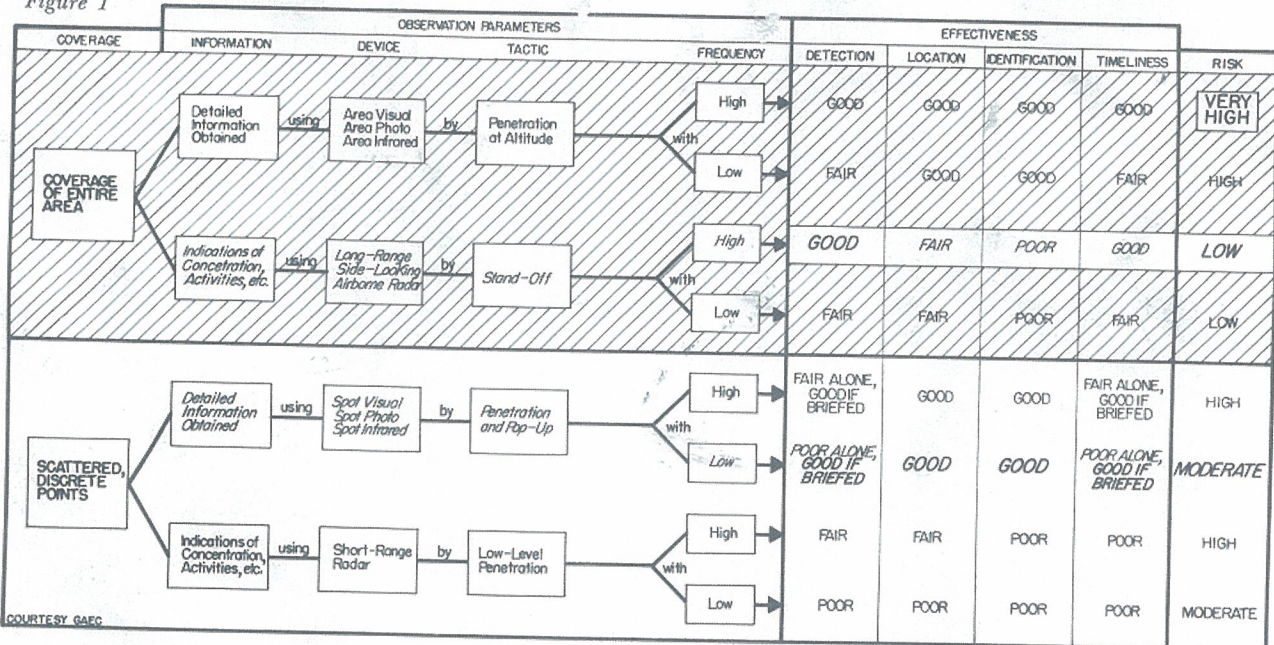 Figure 1
OBSERVATION PARAMETERS
EFFECTIVENESS
COVERAGE
INFORMATION
DEVICE
TACTIC
FREQUENCY
DETECTION
LOCATION
IDENTIFICATION
TIMELINESS
RISK
COVERAGE
OF ENTIRE
AREA
Detailed
Information
Obtained
using
Area Visual
Area Photo
Area Infrared
by
Penetration
at Altitude
with
High
GOOD
GOOD
GOOD
GOOD
VERY
HIGH
Low
FAIR
GOOD
GOOD
FAIR
HIGH
Indications of
Concetration,
Activities, etc.
using
Long-Range
Side-Looking
Airborne Radar
by
Stand-Off
with
High
GOOD
FAIR
POOR
GOOD
LOW
Low
FAIR
FAIR
POOR
FAIR
LOW
SCATTERED,
DISCRETE
POINTS
Detailed
Information
Obtained
using
Spot Visual
Spot Photo
Spot Infrared
by
Penetration
and Pop-Up
with
High
FAIR ALONE,
GOOD IF
BRIEFED
GOOD
GOOD
FAIR ALONE,
GOOD IF
BRIEFED
HIGH
Low
POOR ALONE,
GOOD IF
BRIEFED
GOOD
GOOD
POOR ALONE,
GOOD IF
BRIEFED
MODERATE
Indications of
Concentration,
Activities, etc.
using
Short-Range
Radar
by
Low-Level
Penetration
with
High
FAIR
FAIR
POOR
POOR
HIGH
Low
POOR
POOR
POOR
POOR
MODERATE
COURTESY GAEC